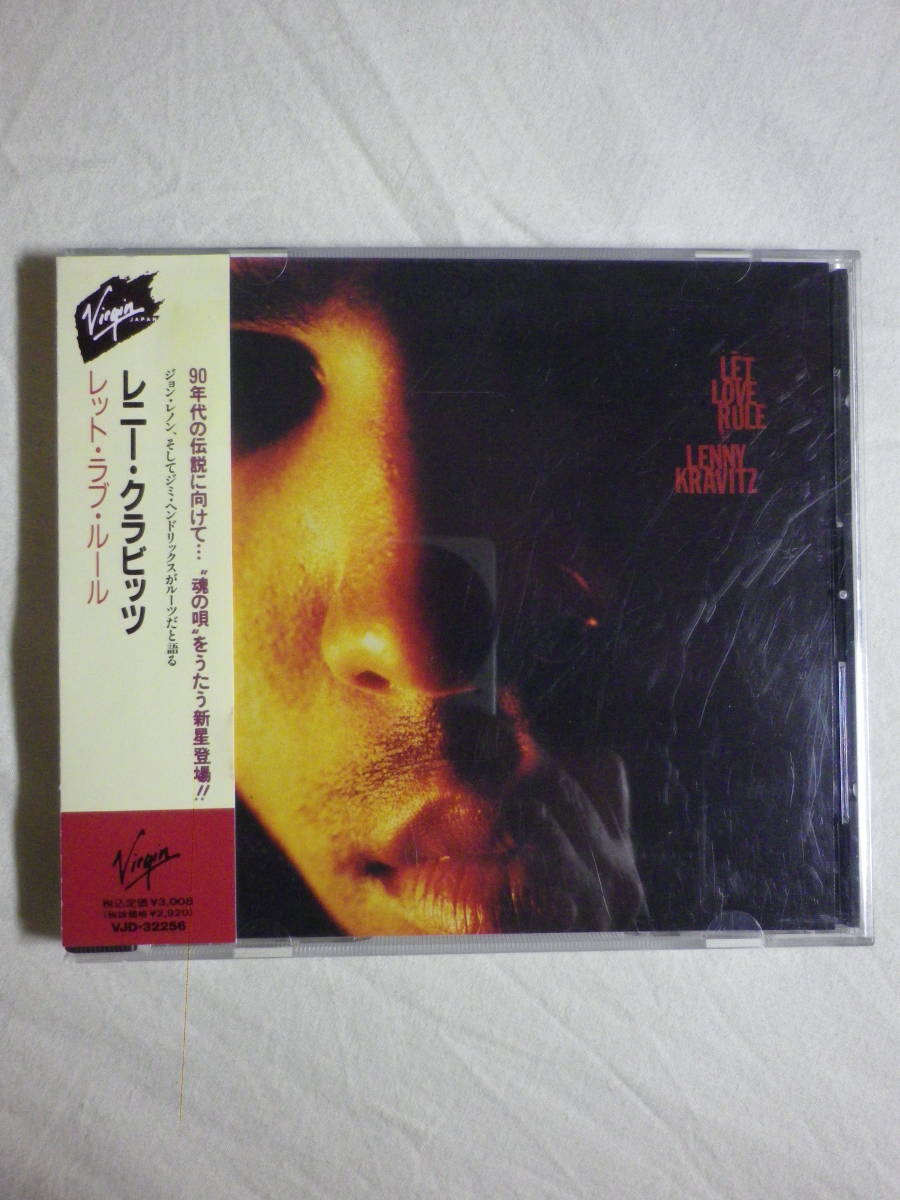 Virgin
JAPAN
レニー・クラビッツ
レット・ラブ・ルール
90年代の伝説に向けて…“魂の唄”をうたう新星登場!!
ジョン・レノン、そしてジミ・ヘンドリックスがルーツだと語る
Virgin
税込定価¥3,008
(税抜価格¥2,920)
VJD-32256
LET
LOVE
RULE
LENNY
KRAVITZ